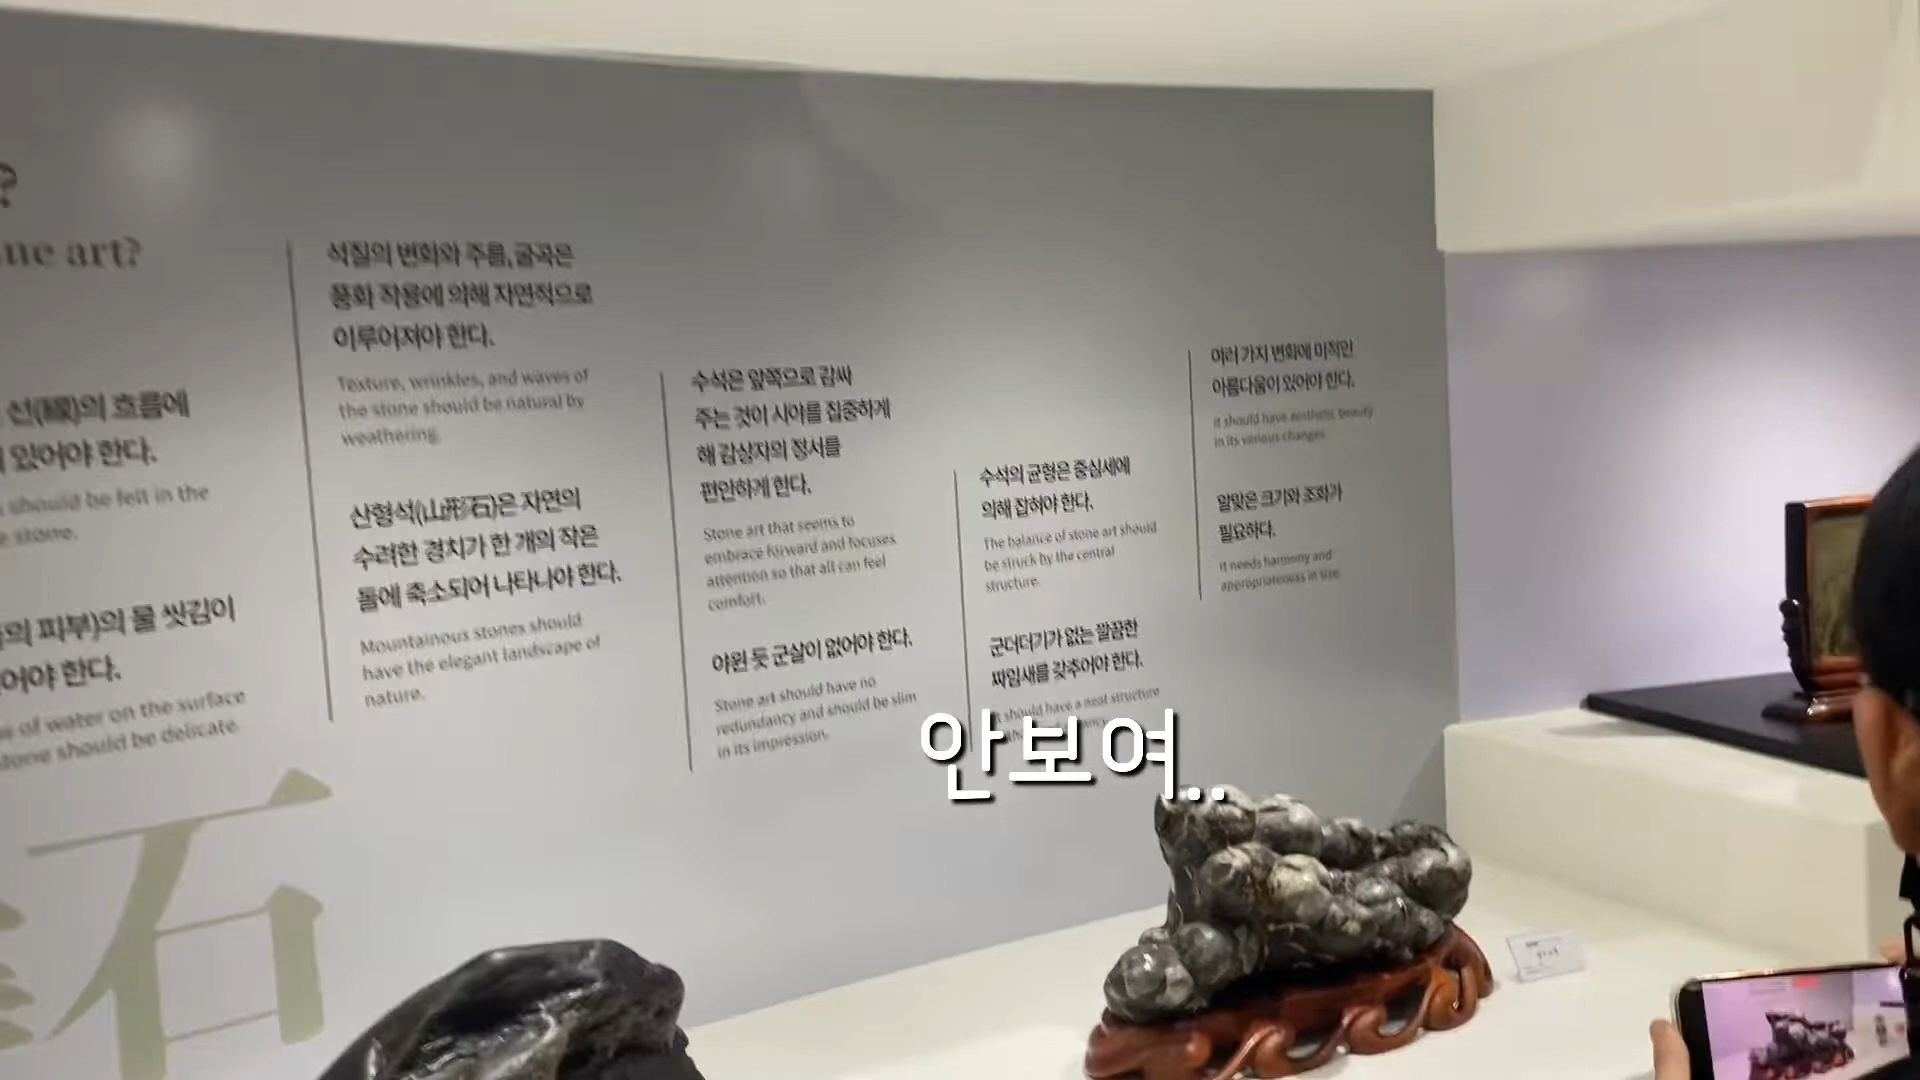 ?
ue art?
선(線)의 흐름에
있어야 한다.
should be felt in the
stone.
의 피부)의 물 씻김이
어야 한다.
of water on the surface
stone should be delicate.
석질의 변화와 주름, 굴곡은
풍화 작용에 의해 자연적으로
이루어져야 한다.
Texture, wrinkles, and waves of
the stone should be natural by
weathering.
산형석(山形石)은 자연의
수려한 경치가 한 개의 작은
돌에 축소되어 나타나야 한다.
Mountainous stones should
have the elegant landscape of
nature.
수석은 앞쪽으로 감싸
주는 것이 시야를 집중하게
해 감상자의 정서를
편안하게 한다.
Stone art that seems to
embrace forward and focuses
attention so that all can feel
comfort.
야윈 듯 군살이 없어야 한다.
Stone art should have no
redundancy and should be slim
in its impression.
수석의 균형은 중심세에
의해 잡혀야 한다.
The balance of stone art should
be struck by the central
structure.
군더더기가 없는 깔끔한
짜임새를 갖추어야 한다.
It should have a neat structure
여러 가지 변화에 미적인
아름다움이 있어야 한다.
It should have aesthetic beauty
in its various changes.
알맞은 크기와 조화가
필요하다.
It needs harmony and
appropriateness in size.
안보여..
石